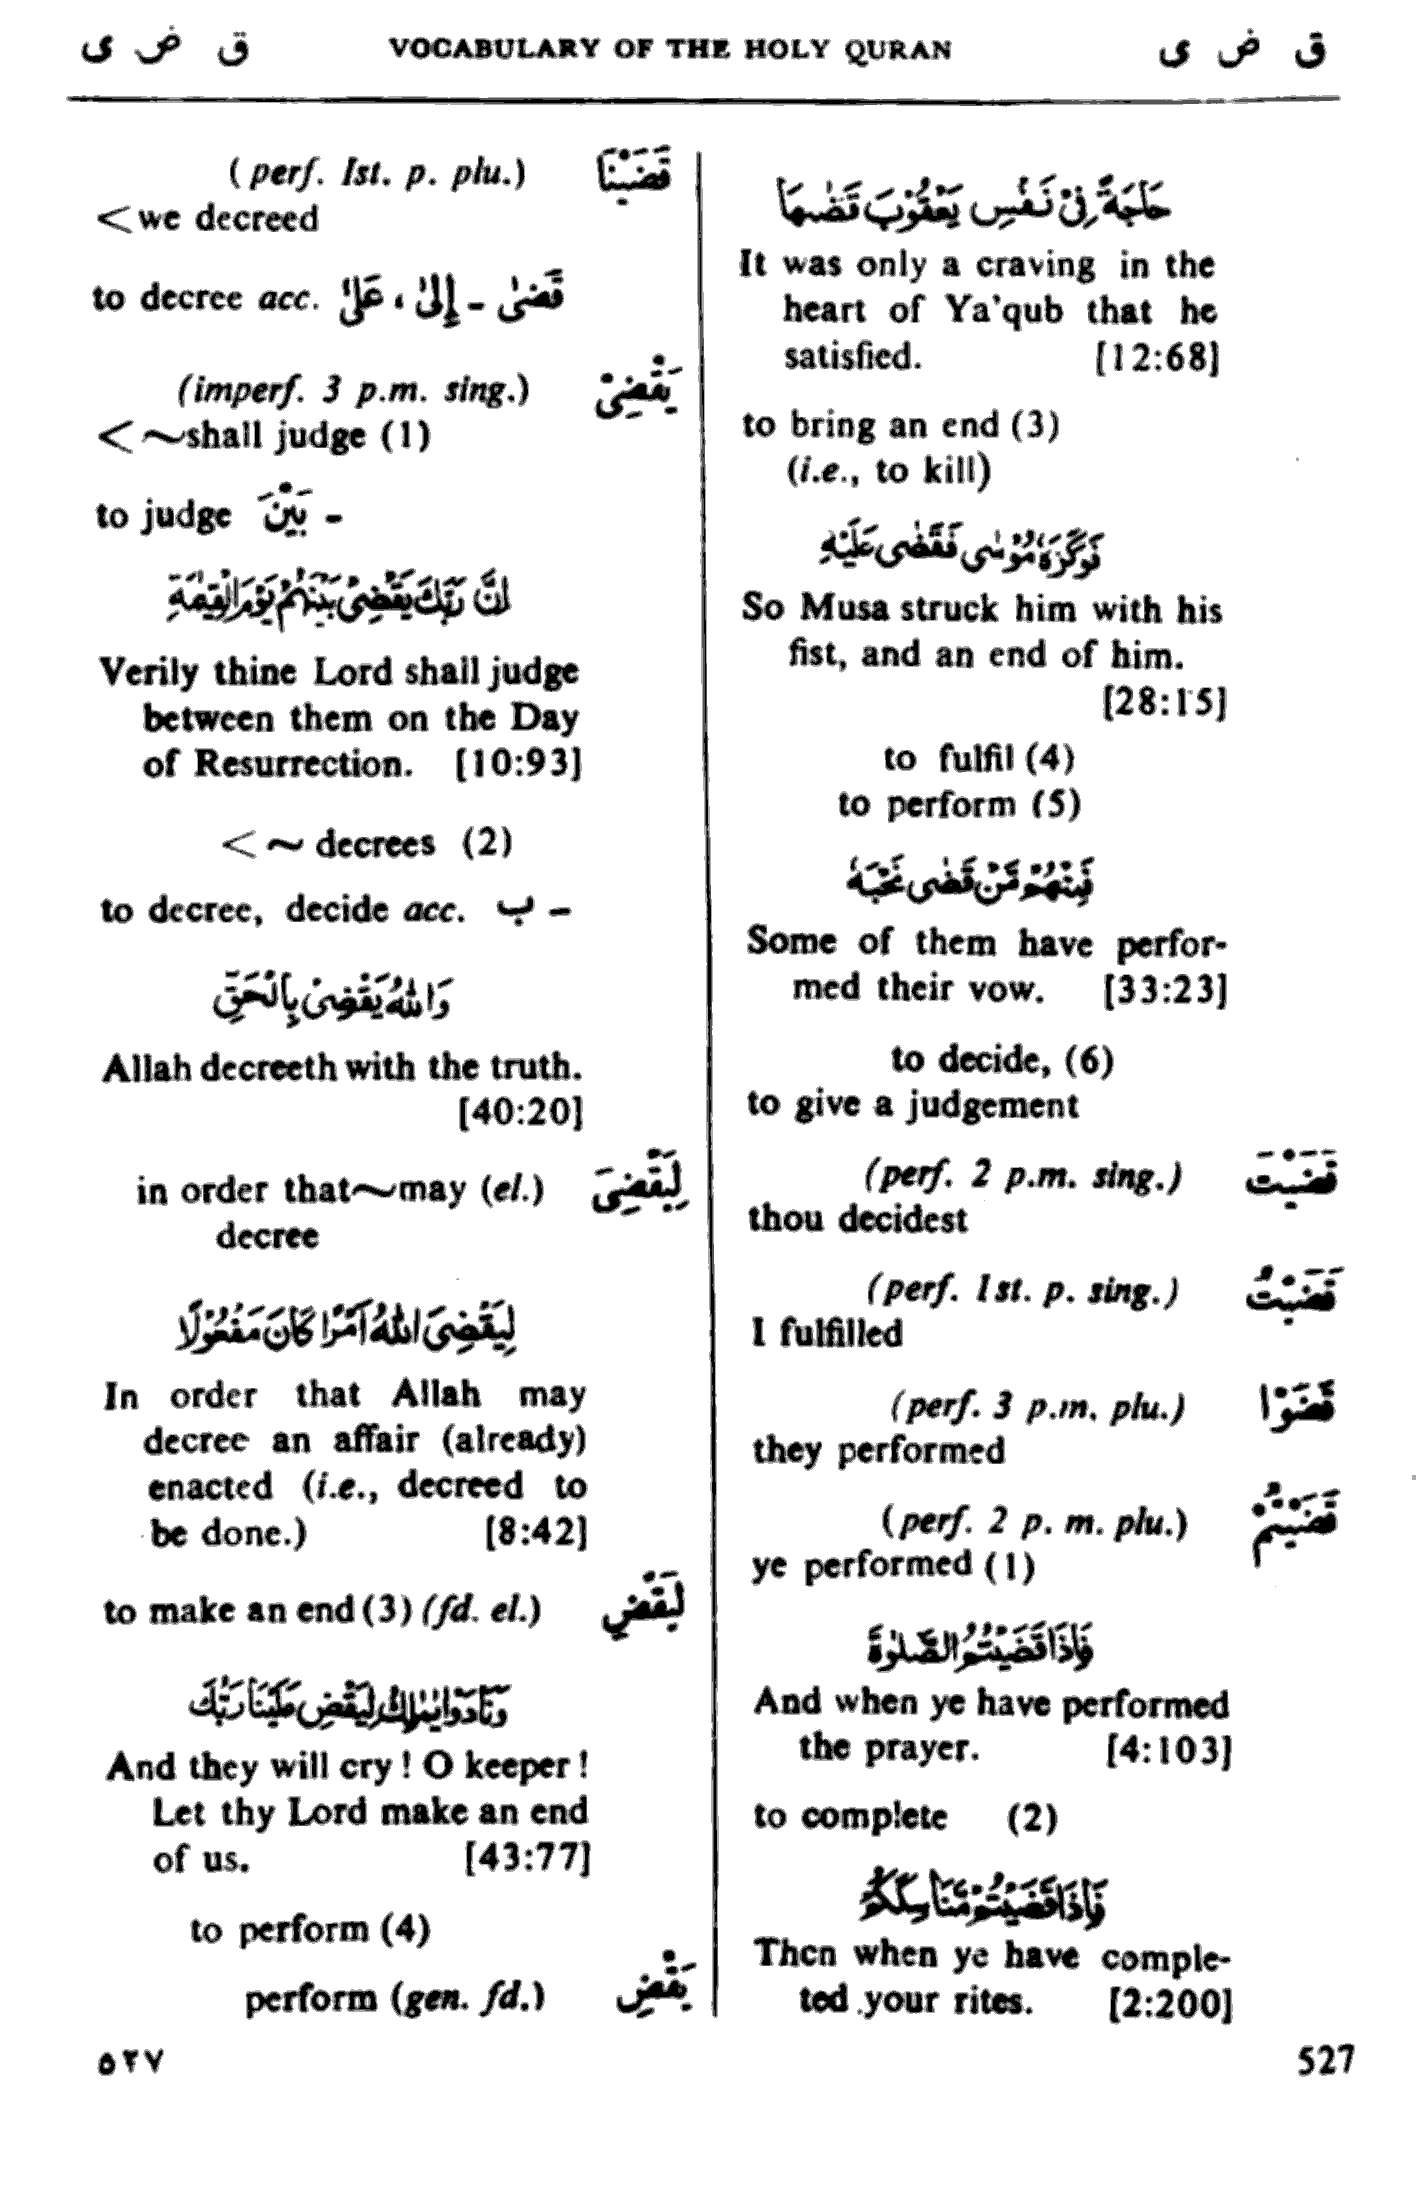 ق ض ى VOCABULARY OF THE HOLY QURAN ق ض ى
حَاجَةً فِىْ نَفْسِ يَعْقُوْبَ قَضٰىهَا
It was only a craving in the
heart of Ya'qub that he
satisfied. [12:68]
to bring an end (3)
(i.e., to kill)
فَوَكَزَهٗ مُوْسٰى فَقَضٰى عَلَيْهِ
So Musa struck him with his
fist, and an end of him.
[28:15]
to fulfil (4)
to perform (5)
فَمِنْهُمْ مَّنْ قَضٰى نَحْبَهٗ
Some of them have perfor-
med their vow. [33:23]
to decide, (6)
to give a judgement
(perf. 2 p.m. sing.) قَضَيْتَ
thou decidest
(perf. 1st. p. sing.) قَضَيْتُ
I fulfilled
(perf. 3 p.m. plu.) قَضَوْا
they performed
(perf. 2 p. m. plu.) قَضَيْتُمْ
ye performed (1)
فَاِذَا قَضَيْتُمُ الصَّلٰوةَ
And when ye have performed
the prayer. [4:103]
to complete (2)
فَاِذَا قَضَيْتُمْ مَّنَاسِكَكُمْ
Then when ye have comple-
ted your rites. [2:200]
(perf. 1st. p. plu.) قَضَيْنَا
<we decreed
to decree acc. قَضٰى - إِلىٰ ، عَلىٰ
(imperf. 3 p.m. sing.) يَقْضِىْ
<~shall judge (1)
to judge بَيْنَ -
اِنَّ رَبَّكَ يَقْضِىْ بَيْنَهُمْ يَوْمَ الْقِيٰمَةِ
Verily thine Lord shall judge
between them on the Day
of Resurrection. [10:93]
<~ decrees (2)
to decree, decide acc. ب -
وَاللّٰهُ يَقْضِىْ بِالْحَقِّ
Allah decreeth with the truth.
[40:20]
in order that~may (el.) لِيَقْضِىَ
decree
لِيَقْضِىَ اللّٰهُ اَمْرًا كَانَ مَفْعُوْلًا
In order that Allah may
decree an affair (already)
enacted (i.e., decreed to
be done.) [8:42]
to make an end (3) (fd. el.) لِيَقْضِ
وَنَادَوْا يٰمٰلِكُ لِيَقْضِ عَلَيْنَا رَبُّكَ
And they will cry ! O keeper !
Let thy Lord make an end
of us. [43:77]
to perform (4)
perform (gen. fd.) يَقْضِ
٥٢٧ 527